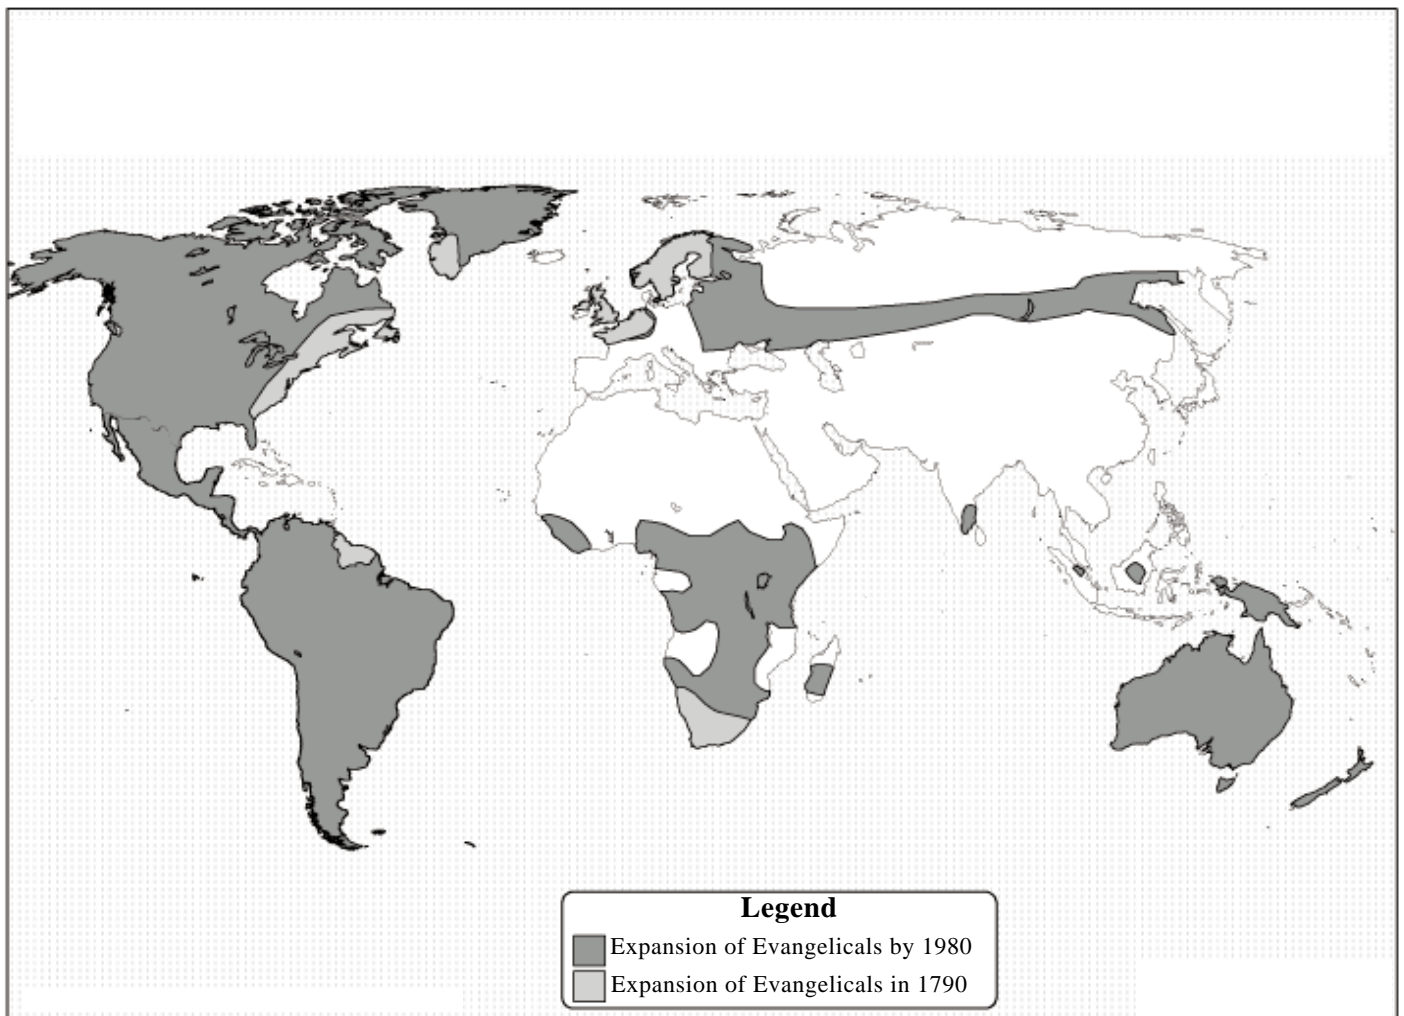 Legend
Expansion of Evangelicals by 1980
Expansion of Evangelicals in 1790